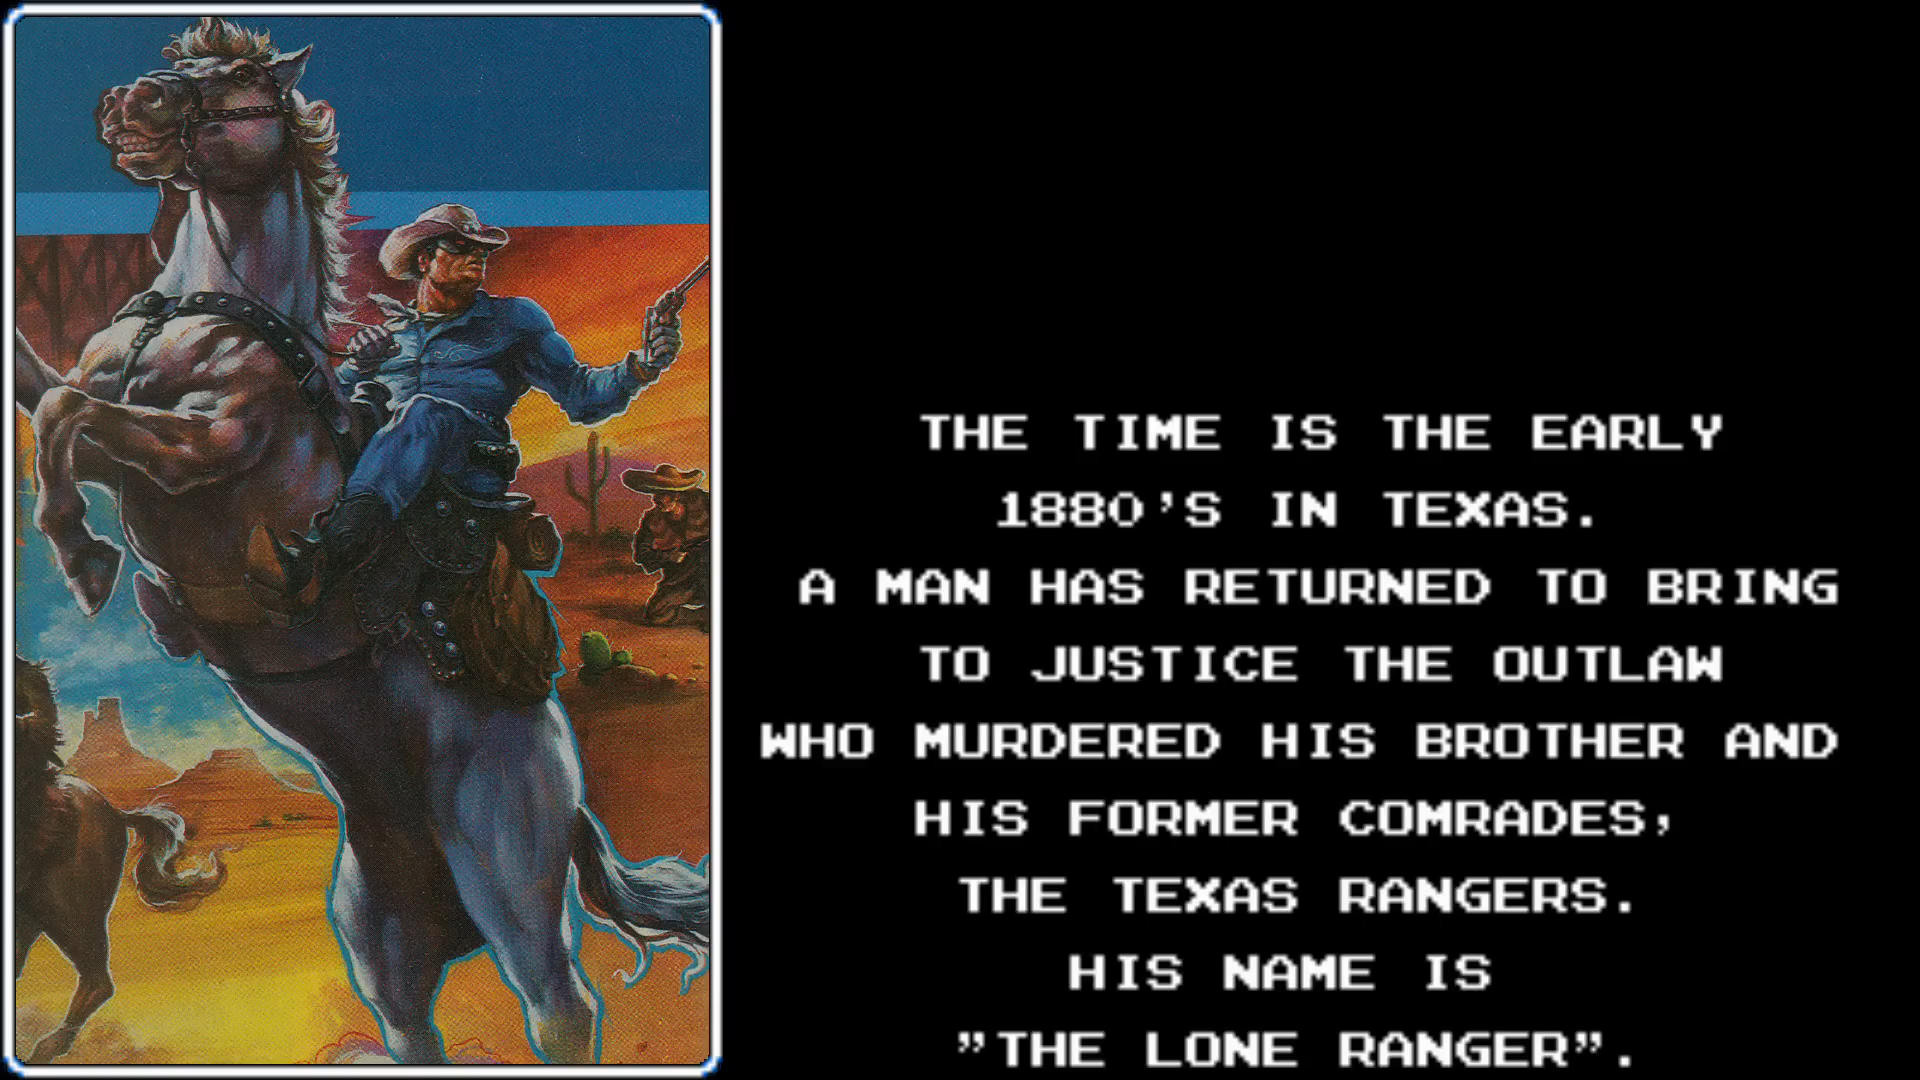 THE TIME IS THE EARLY
1880'S IN TEXAS.
A MAN HAS RETURNED TO BRING
TO JUSTICE THE OUTLAW
WHO MURDERED HIS BROTHER AND
HIS FORMER COMRADES,
THE TEXAS RANGERS.
HIS NAME IS
"THE LONE RANGER".